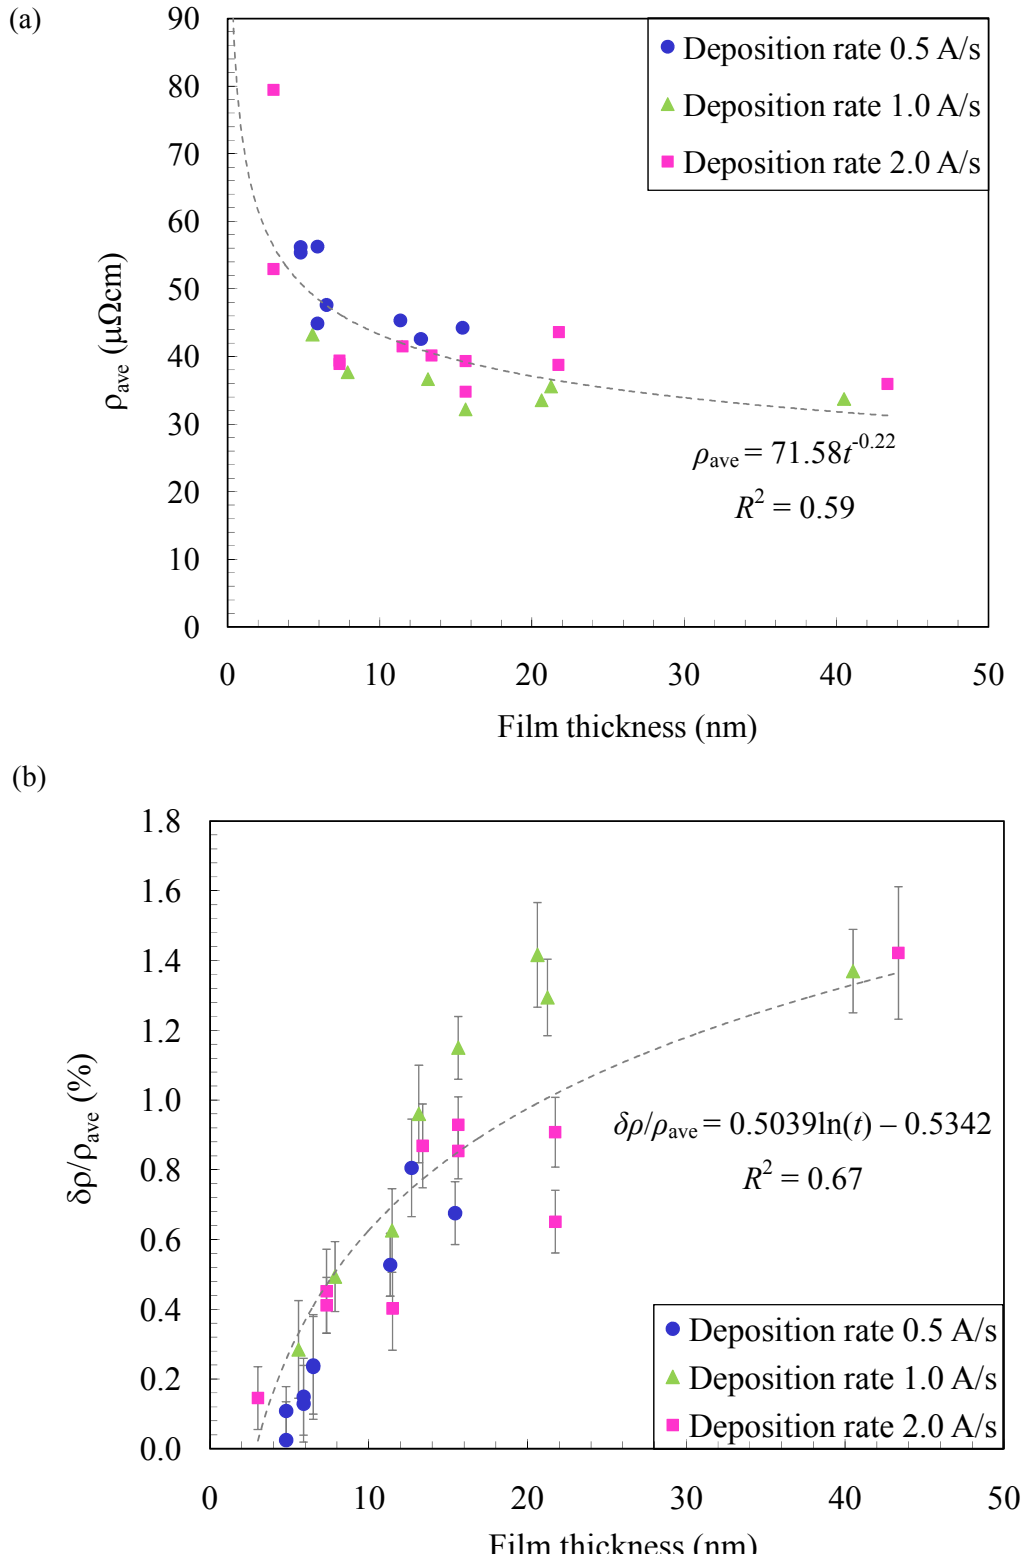 (a)
90
80
70
60
50
40
30
20
10
0
ρave (μΩcm)
Deposition rate 0.5 A/s
Deposition rate 1.0 A/s
Deposition rate 2.0 A/s
ρave = 71.58t-0.22
R2 = 0.59
0 10 20 30 40 50
Film thickness (nm)
(b)
1.8
1.6
1.4
1.2
1.0
0.8
0.6
0.4
0.2
0.0
δρ/ρave (%)
δρ/ρave = 0.5039ln(t) – 0.5342
R2 = 0.67
Deposition rate 0.5 A/s
Deposition rate 1.0 A/s
Deposition rate 2.0 A/s
0 10 20 30 40 50
Film thickness (nm)